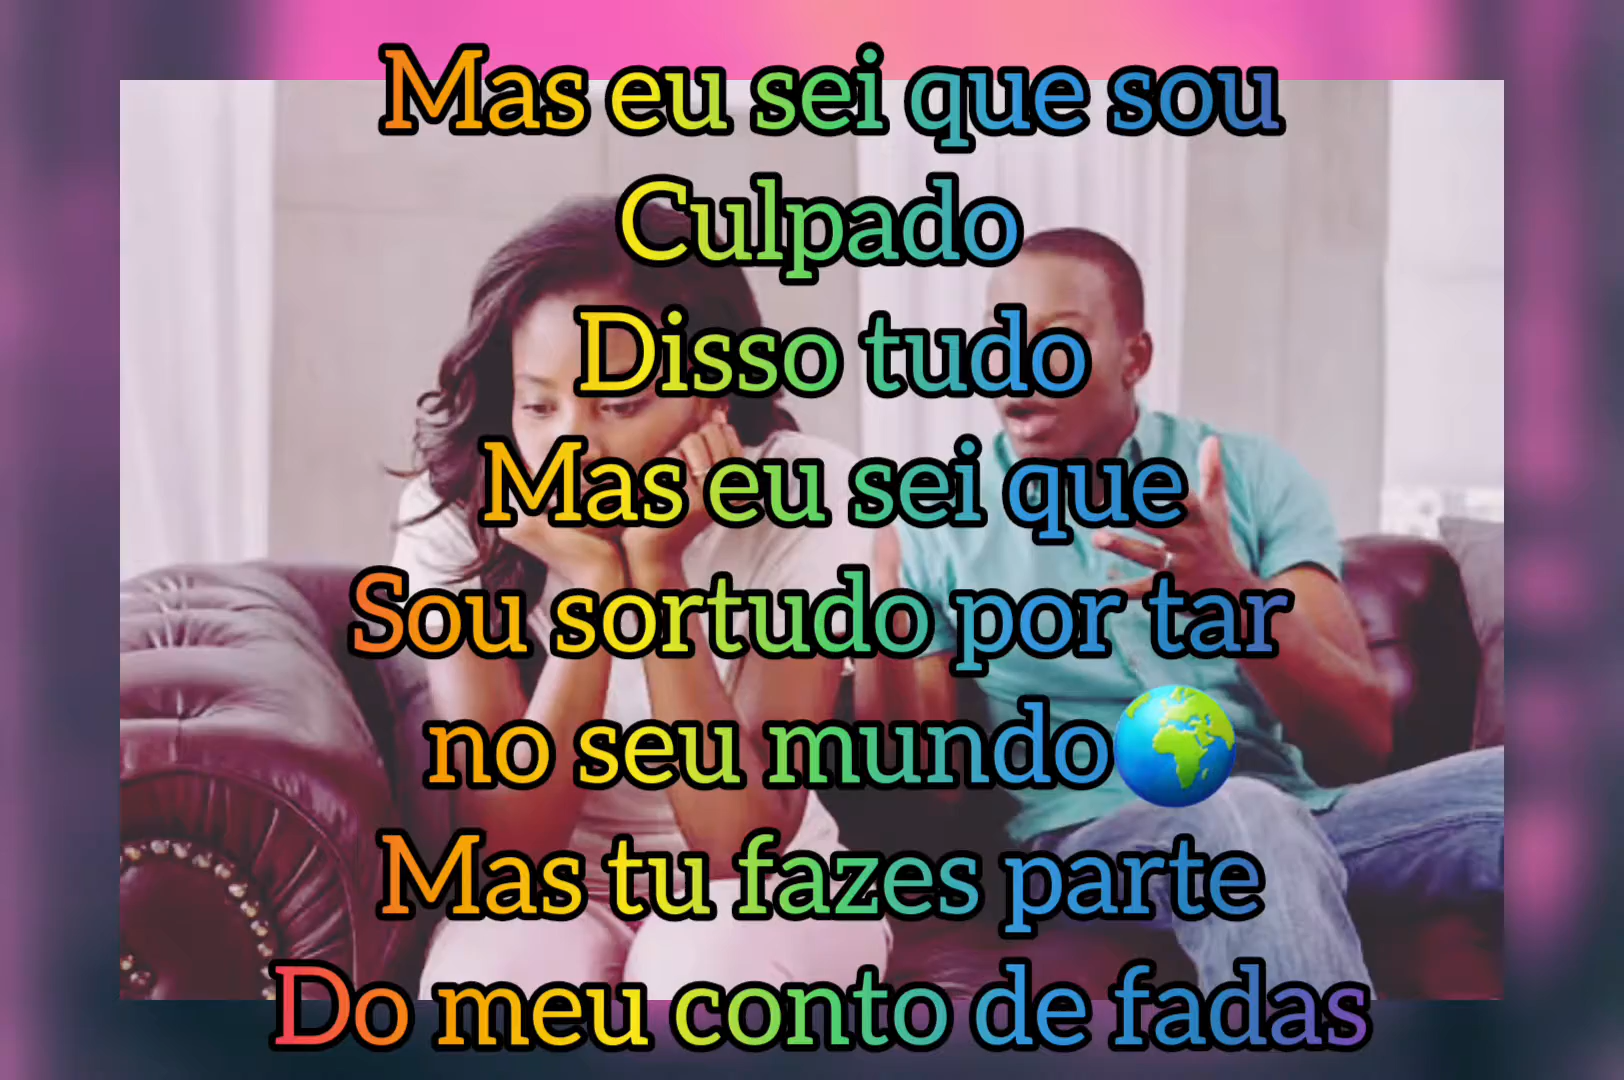 Mas eu sei que sou
Culpado
Disso tudo
Mas eu sei que
Sou sortudo por tar
no seu mundo🌍
Mas tu fazes parte
Do meu conto de fadas